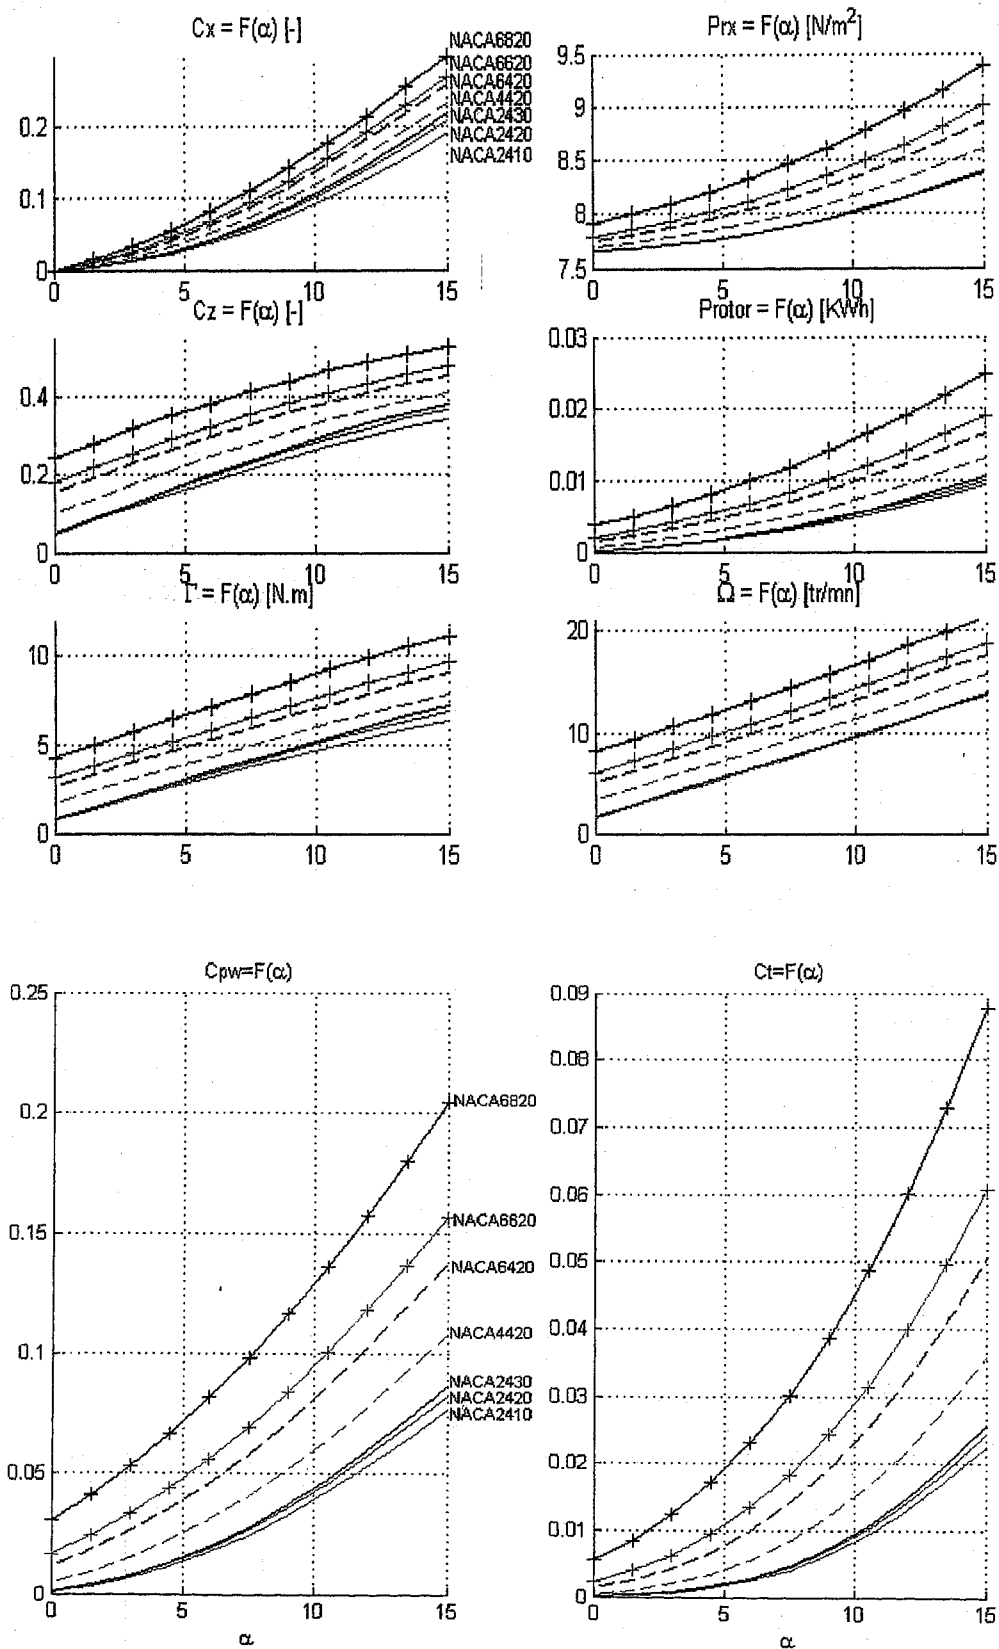 Cx = F(α) [-]
NACA6820
NACA6620
NACA6420
NACA4420
NACA2430
NACA2420
NACA2410
0.2
0.1
0
0 5 10 15
Prx = F(α) [N/m²]
9.5
9
8.5
8
7.5
0 5 10 15
Cz = F(α) [-]
0.4
0.2
0
0 5 10 15
Protor = F(α) [KWh]
0.03
0.02
0.01
0
0 5 10 15
Γ = F(α) [N.m]
10
5
0
0 5 10 15
Ω = F(α) [tr/mn]
20
10
0
0 5 10 15
Cpw=F(α)
0.25
0.2
0.15
0.1
0.05
0
NACA6820
NACA6620
NACA6420
NACA4420
NACA2430
NACA2420
NACA2410
0 5 10 15
α
Ct=F(α)
0.09
0.08
0.07
0.06
0.05
0.04
0.03
0.02
0.01
0
0 5 10 15
α